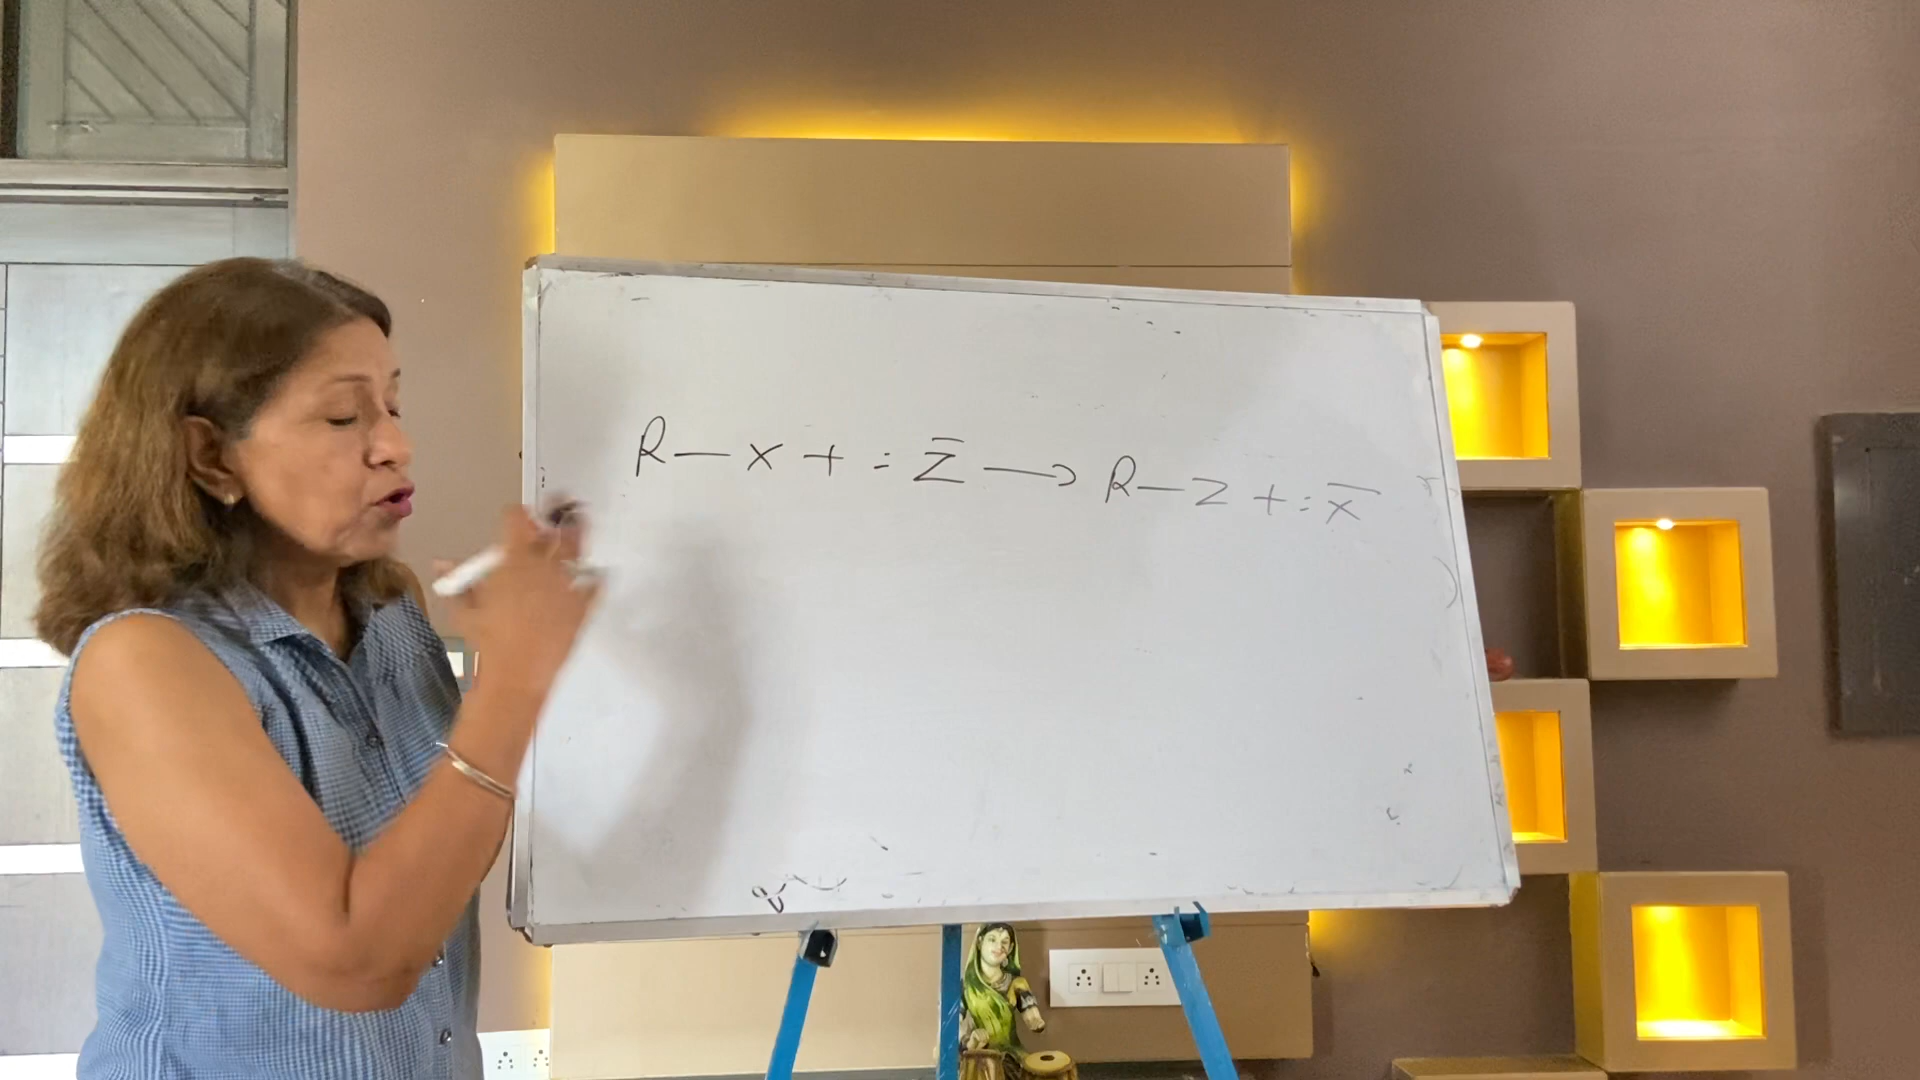 R — X + :Z̄ ⟶ R — Z + :X̄